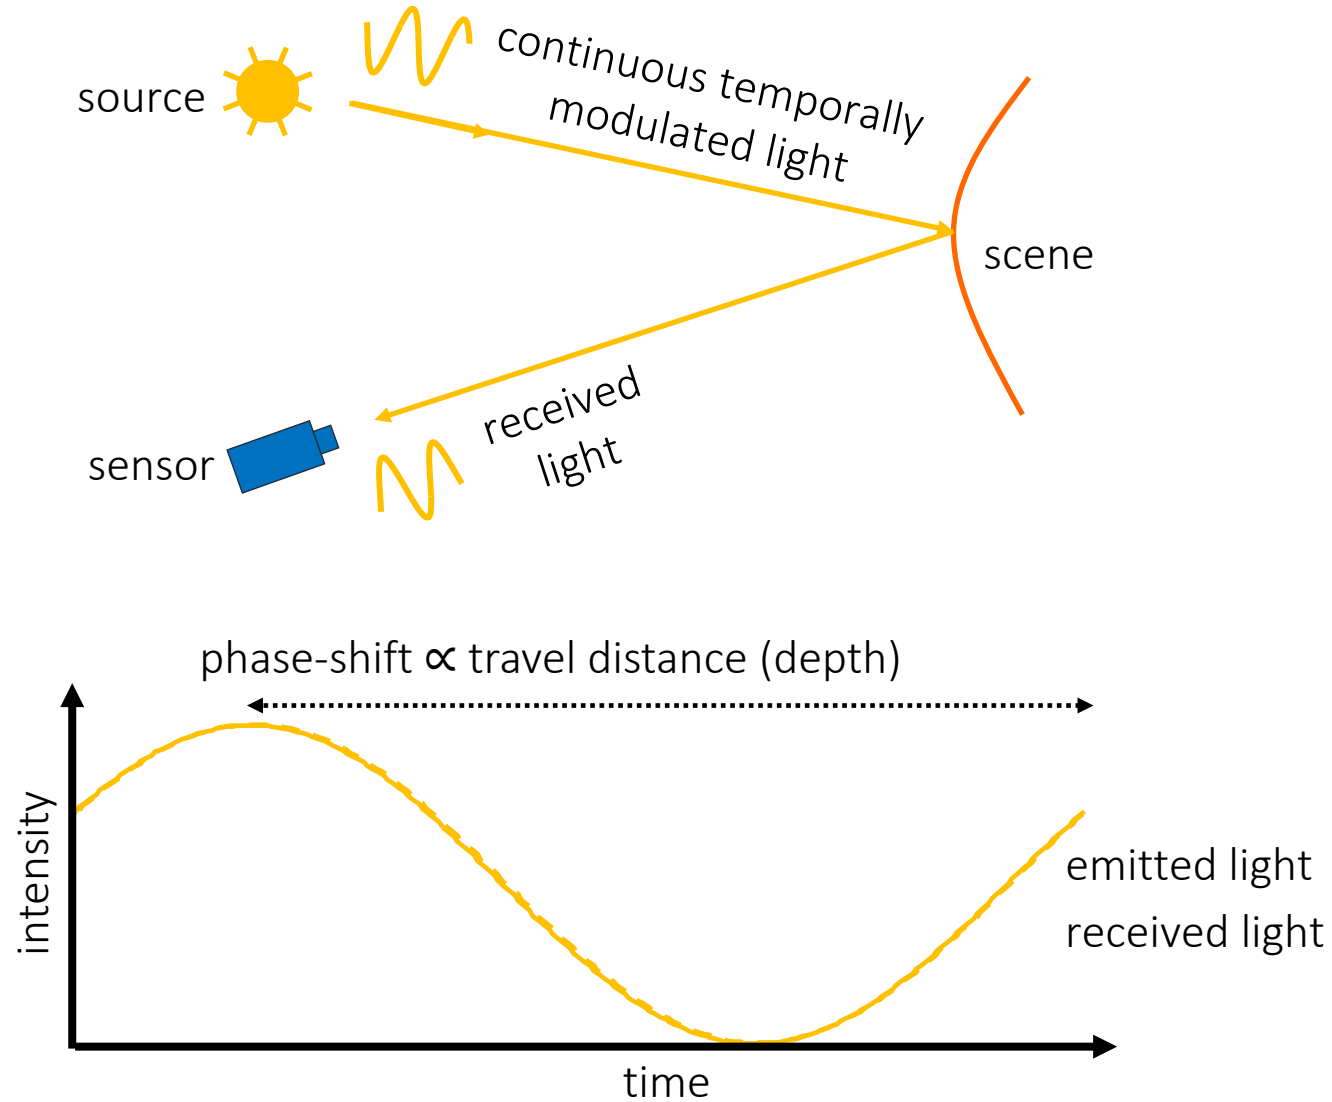 source
continuous temporally
modulated light
scene
received
light
sensor
phase-shift ∝ travel distance (depth)
intensity
emitted light
received light
time